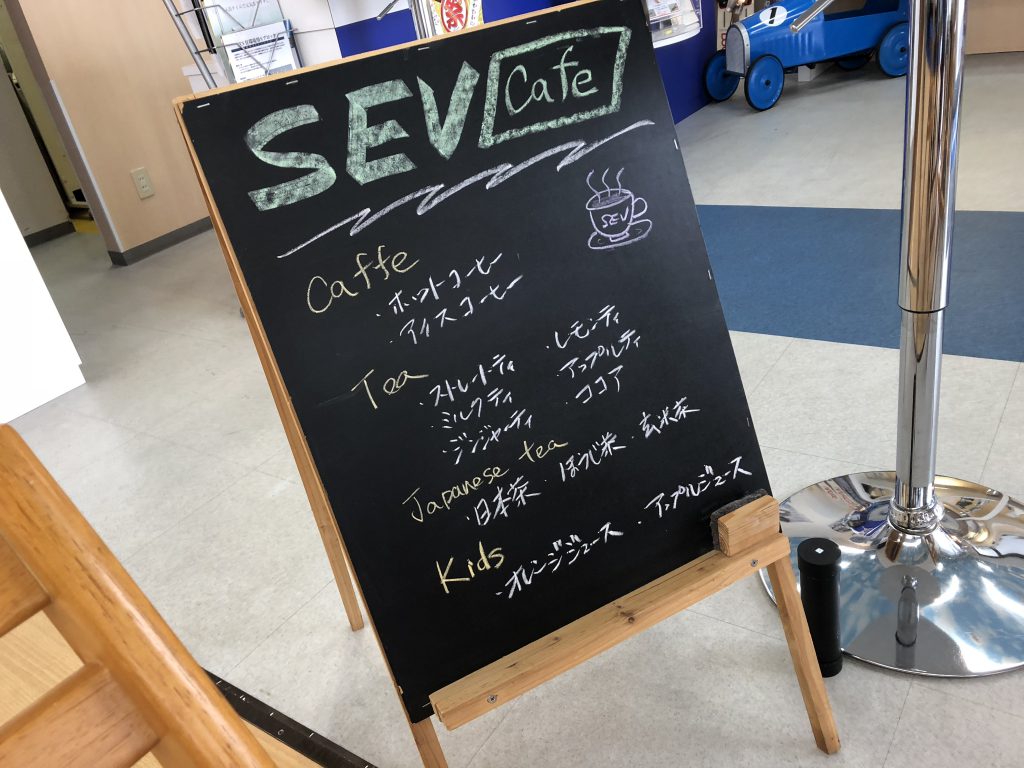 SEV Cafe
SEV
Caffe
・ホットコーヒー
・アイスコーヒー
Tea
・ストレートティ ・レモンティ
・ミルクティ ・アップルティ
・ジンジャーティ ・ココア
Japanese tea
・日本茶 ・ほうじ茶 ・玄米茶
Kids
・オレンジジュース ・アップルジュース